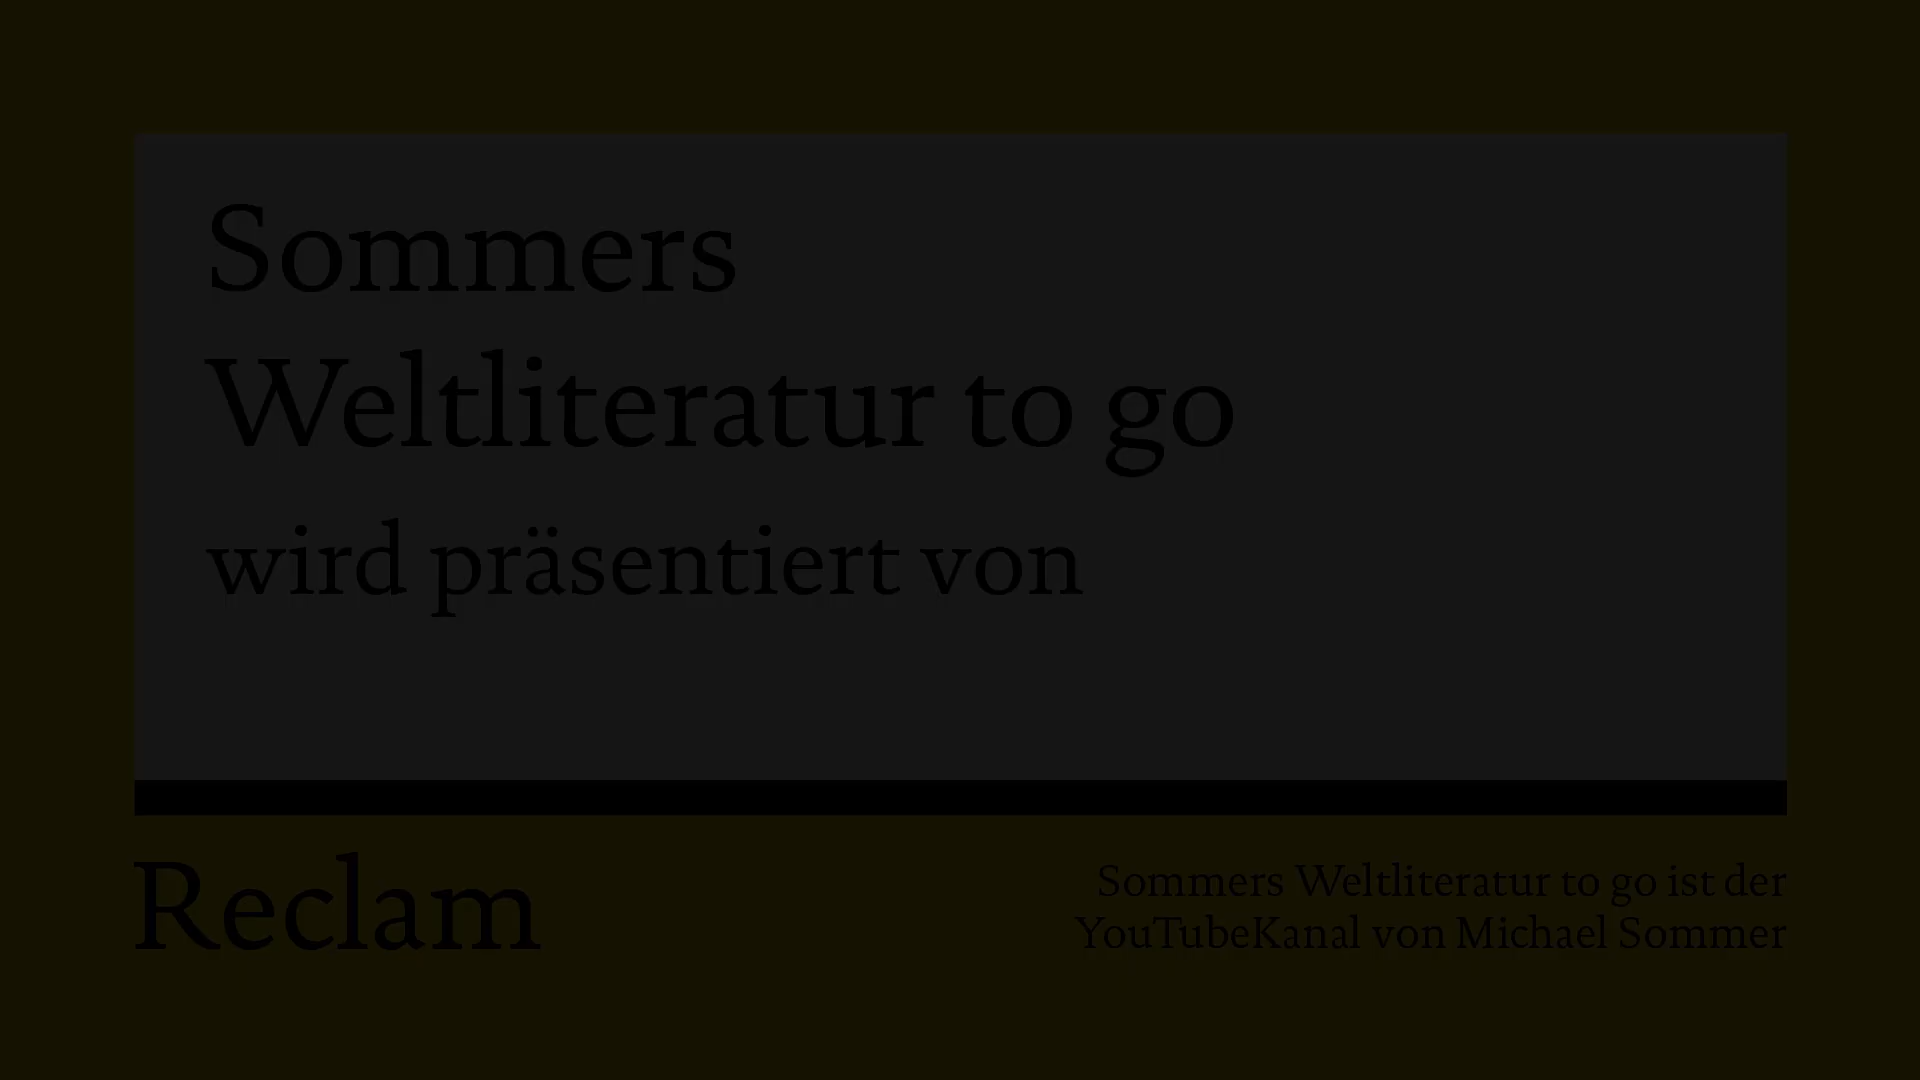 Sommers
Weltliteratur to go
wird präsentiert von
Reclam
Sommers Weltliteratur to go ist der
YouTubeKanal von Michael Sommer